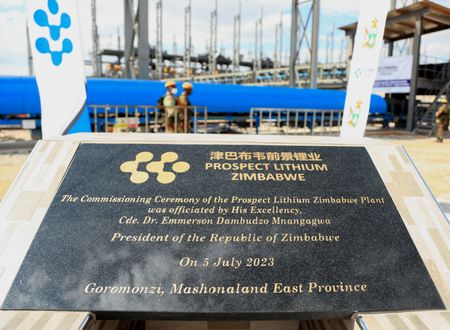 津巴布韦前景锂业
PROSPECT LITHIUM
ZIMBABWE
The Commissioning Ceremony of the Prospect Lithium Zimbabwe Plant
was officiated by His Excellency,
Cde. Dr. Emmerson Dambudzo Mnangagwa
President of the Republic of Zimbabwe
On 5 July 2023
Goromonzi, Mashonaland East Province